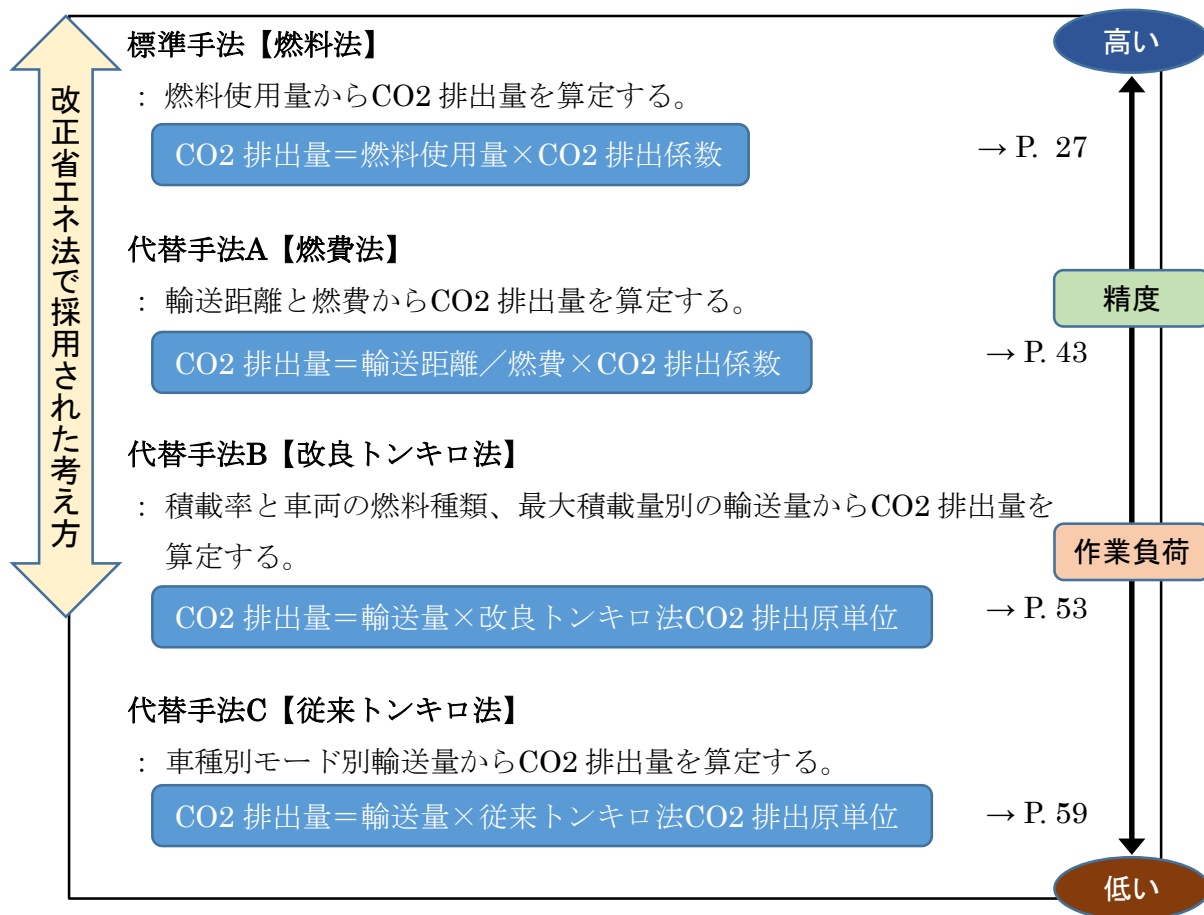 改正省エネ法で採用された考え方
標準手法【燃料法】
：燃料使用量からCO2 排出量を算定する。
CO2 排出量＝燃料使用量×CO2 排出係数
→ P. 27
代替手法A【燃費法】
：輸送距離と燃費からCO2 排出量を算定する。
CO2 排出量＝輸送距離／燃費×CO2 排出係数
→ P. 43
代替手法B【改良トンキロ法】
：積載率と車両の燃料種類、最大積載量別の輸送量からCO2 排出量を
算定する。
CO2 排出量＝輸送量×改良トンキロ法CO2 排出原単位
→ P. 53
代替手法C【従来トンキロ法】
：車種別モード別輸送量からCO2 排出量を算定する。
CO2 排出量＝輸送量×従来トンキロ法CO2 排出原単位
→ P. 59
高い
精度
作業負荷
低い